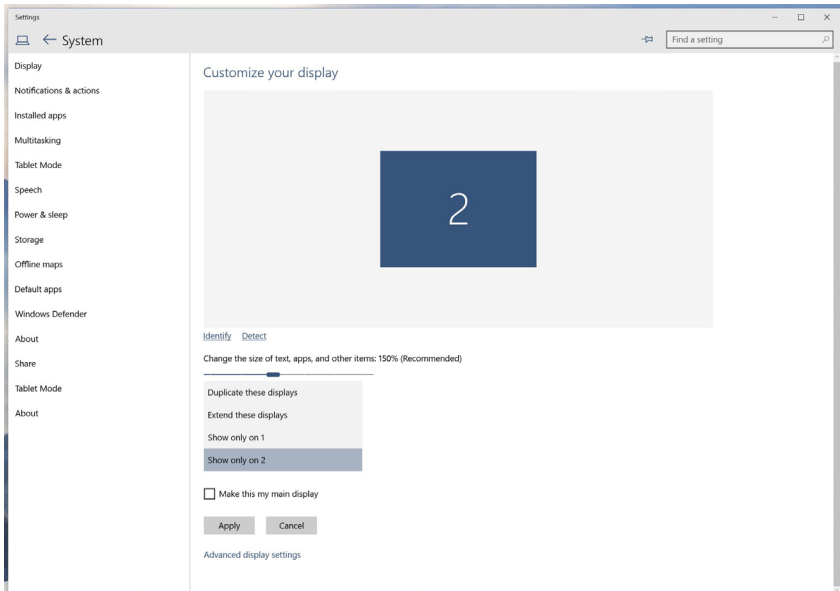 Settings
System
Find a setting
Display
Notifications & actions
Installed apps
Multitasking
Tablet Mode
Speech
Power & sleep
Storage
Offline maps
Default apps
Windows Defender
About
Share
Tablet Mode
About
Customize your display
2
Identify Detect
Change the size of text, apps, and other items: 150% (Recommended)
Duplicate these displays
Extend these displays
Show only on 1
Show only on 2
Make this my main display
Apply Cancel
Advanced display settings